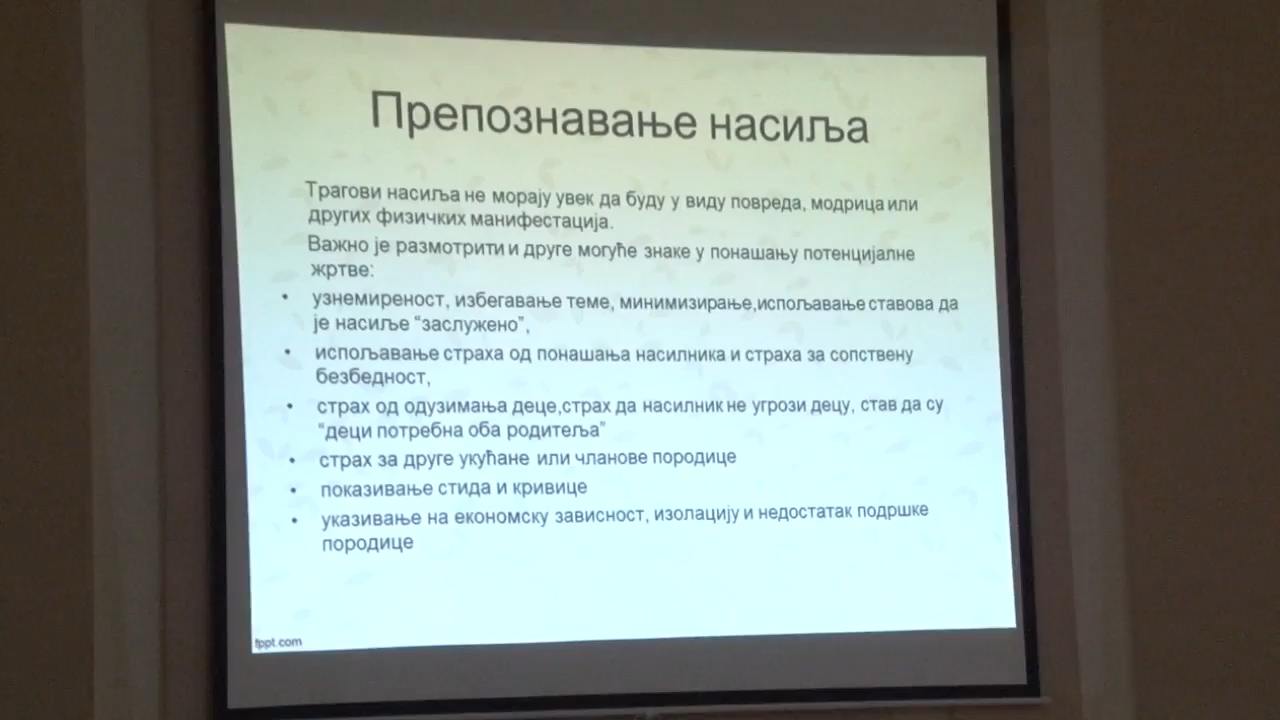 Препознавање насиља
Трагови насиља не морају увек да буду у виду повреда, модрица или
других физичких манифестација.
Важно је размотрити и друге могуће знаке у понашању потенцијалне
жртве:
• узнемиреност, избегавање теме, минимизирање,испољавање ставова да
је насиље “заслужено”,
• испољавање страха од понашања насилника и страха за сопствену
безбедност,
• страх од одузимања деце,страх да насилник не угрози децу, став да су
“деци потребна оба родитеља”
• страх за друге укућане или чланове породице
• показивање стида и кривице
• указивање на економску зависност, изолацију и недостатак подршке
породице
fppt.com